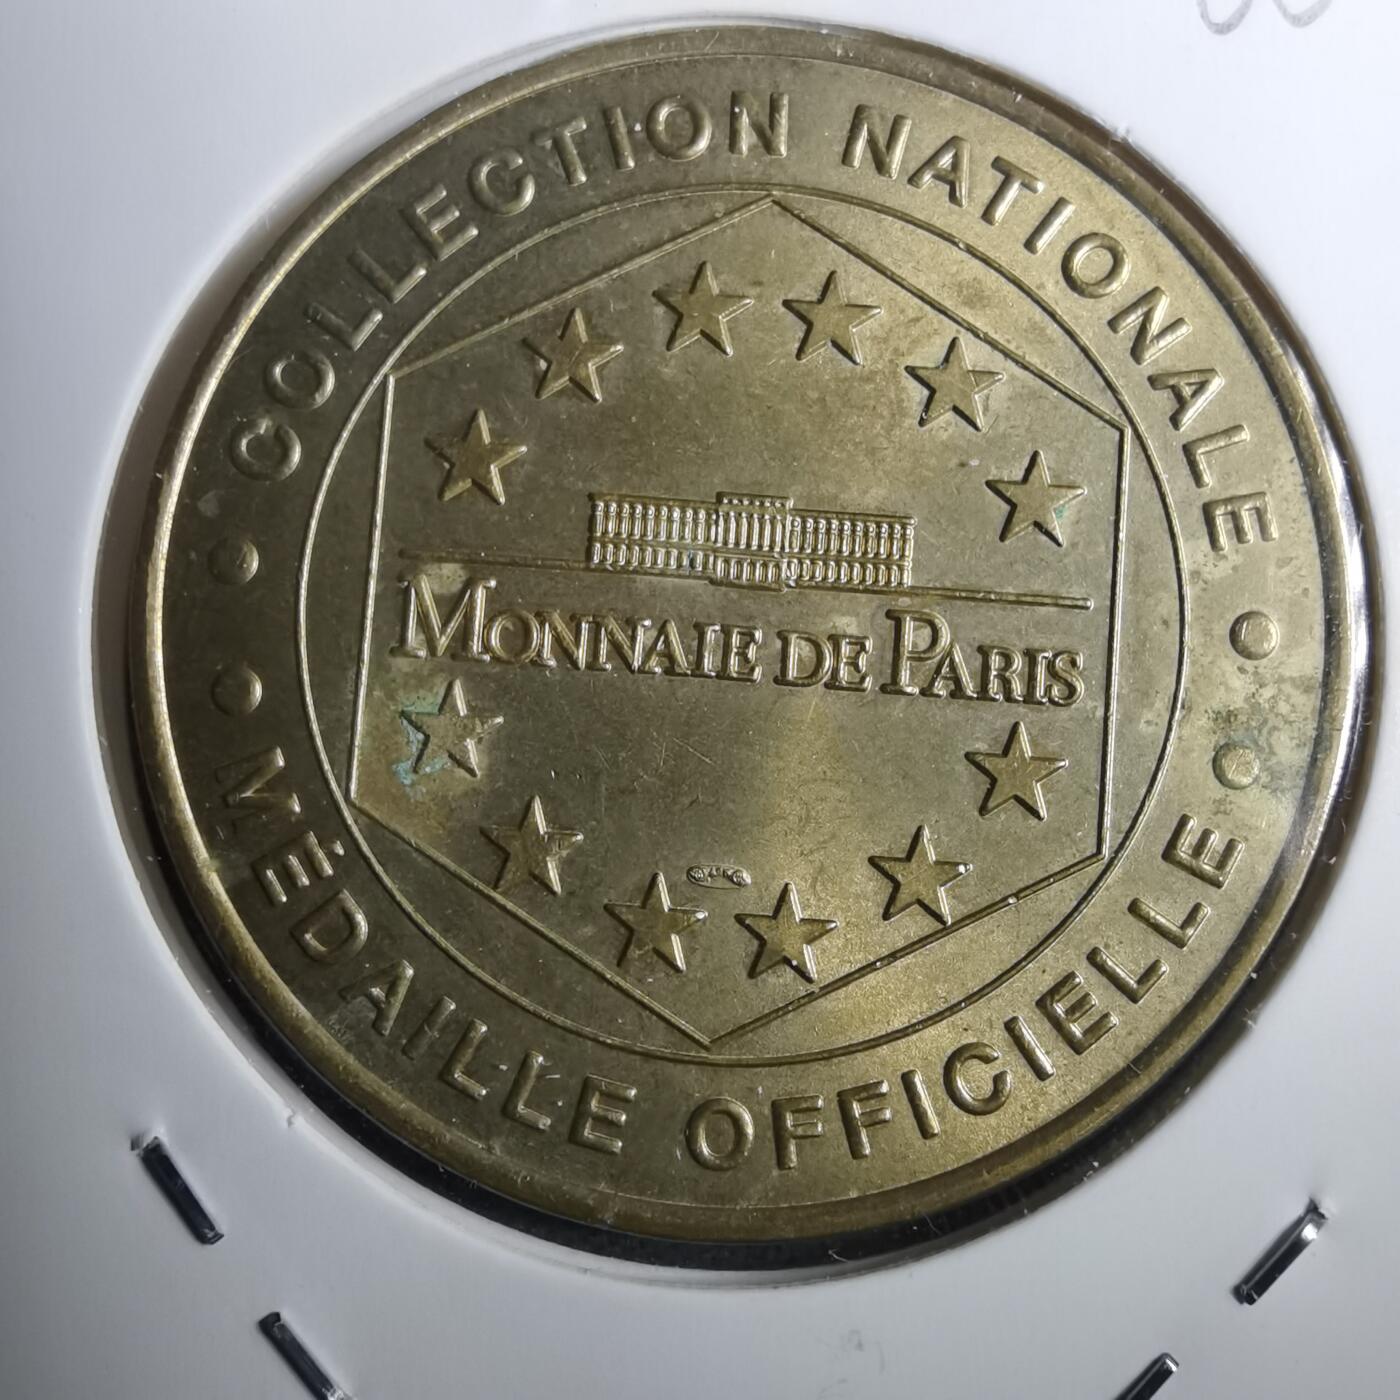 COLLECTION NATIONALE
MONNAIE DE PARIS
MÉDAILLE OFFICIELLE